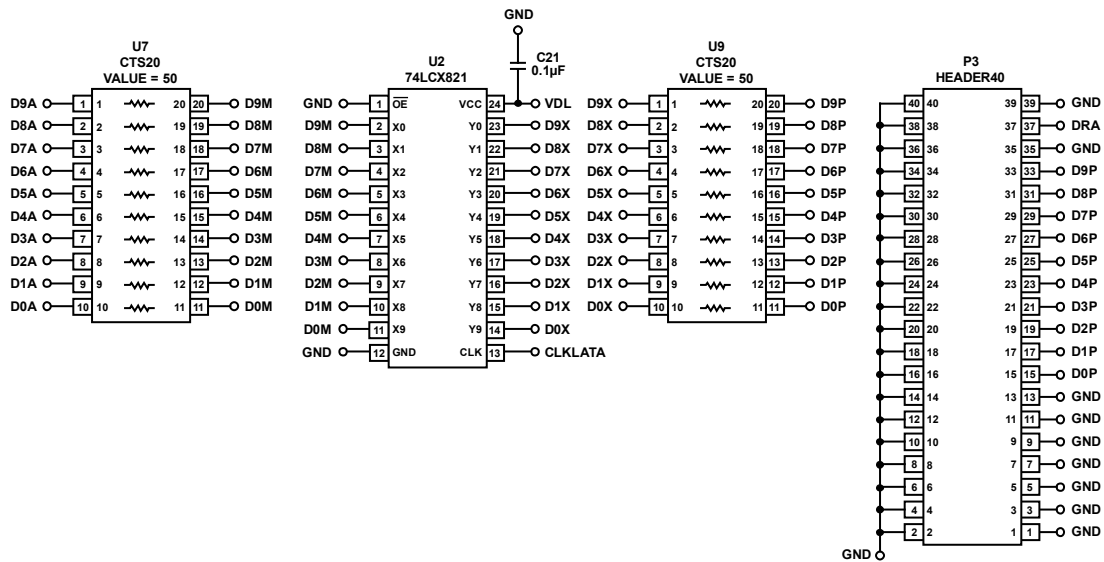 GND
C21
0.1µF
U7
CTS20
VALUE = 50
D9A 1 1 20 20 D9M
D8A 2 2 19 19 D8M
D7A 3 3 18 18 D7M
D6A 4 4 17 17 D6M
D5A 5 5 16 16 D5M
D4A 6 6 15 15 D4M
D3A 7 7 14 14 D3M
D2A 8 8 13 13 D2M
D1A 9 9 12 12 D1M
D0A 10 10 11 11 D0M
U2
74LCX821
GND 1 OE VCC 24 VDL
D9M 2 X0 Y0 23 D9X
D8M 3 X1 Y1 22 D8X
D7M 4 X2 Y2 21 D7X
D6M 5 X3 Y3 20 D6X
D5M 6 X4 Y4 19 D5X
D4M 7 X5 Y5 18 D4X
D3M 8 X6 Y6 17 D3X
D2M 9 X7 Y7 16 D2X
D1M 10 X8 Y8 15 D1X
D0M 11 X9 Y9 14 D0X
GND 12 GND CLK 13 CLKLATA
U9
CTS20
VALUE = 50
D9X 1 1 20 20 D9P
D8X 2 2 19 19 D8P
D7X 3 3 18 18 D7P
D6X 4 4 17 17 D6P
D5X 5 5 16 16 D5P
D4X 6 6 15 15 D4P
D3X 7 7 14 14 D3P
D2X 8 8 13 13 D2P
D1X 9 9 12 12 D1P
D0X 10 10 11 11 D0P
P3
HEADER40
40 40 39 39 GND
38 38 37 37 DRA
36 36 35 35 GND
34 34 33 33 D9P
32 32 31 31 D8P
30 30 29 29 D7P
28 28 27 27 D6P
26 26 25 25 D5P
24 24 23 23 D4P
22 22 21 21 D3P
20 20 19 19 D2P
18 18 17 17 D1P
16 16 15 15 D0P
14 14 13 13 GND
12 12 11 11 GND
10 10 9 9 GND
8 8 7 7 GND
6 6 5 5 GND
4 4 3 3 GND
2 2 1 1 GND
GND